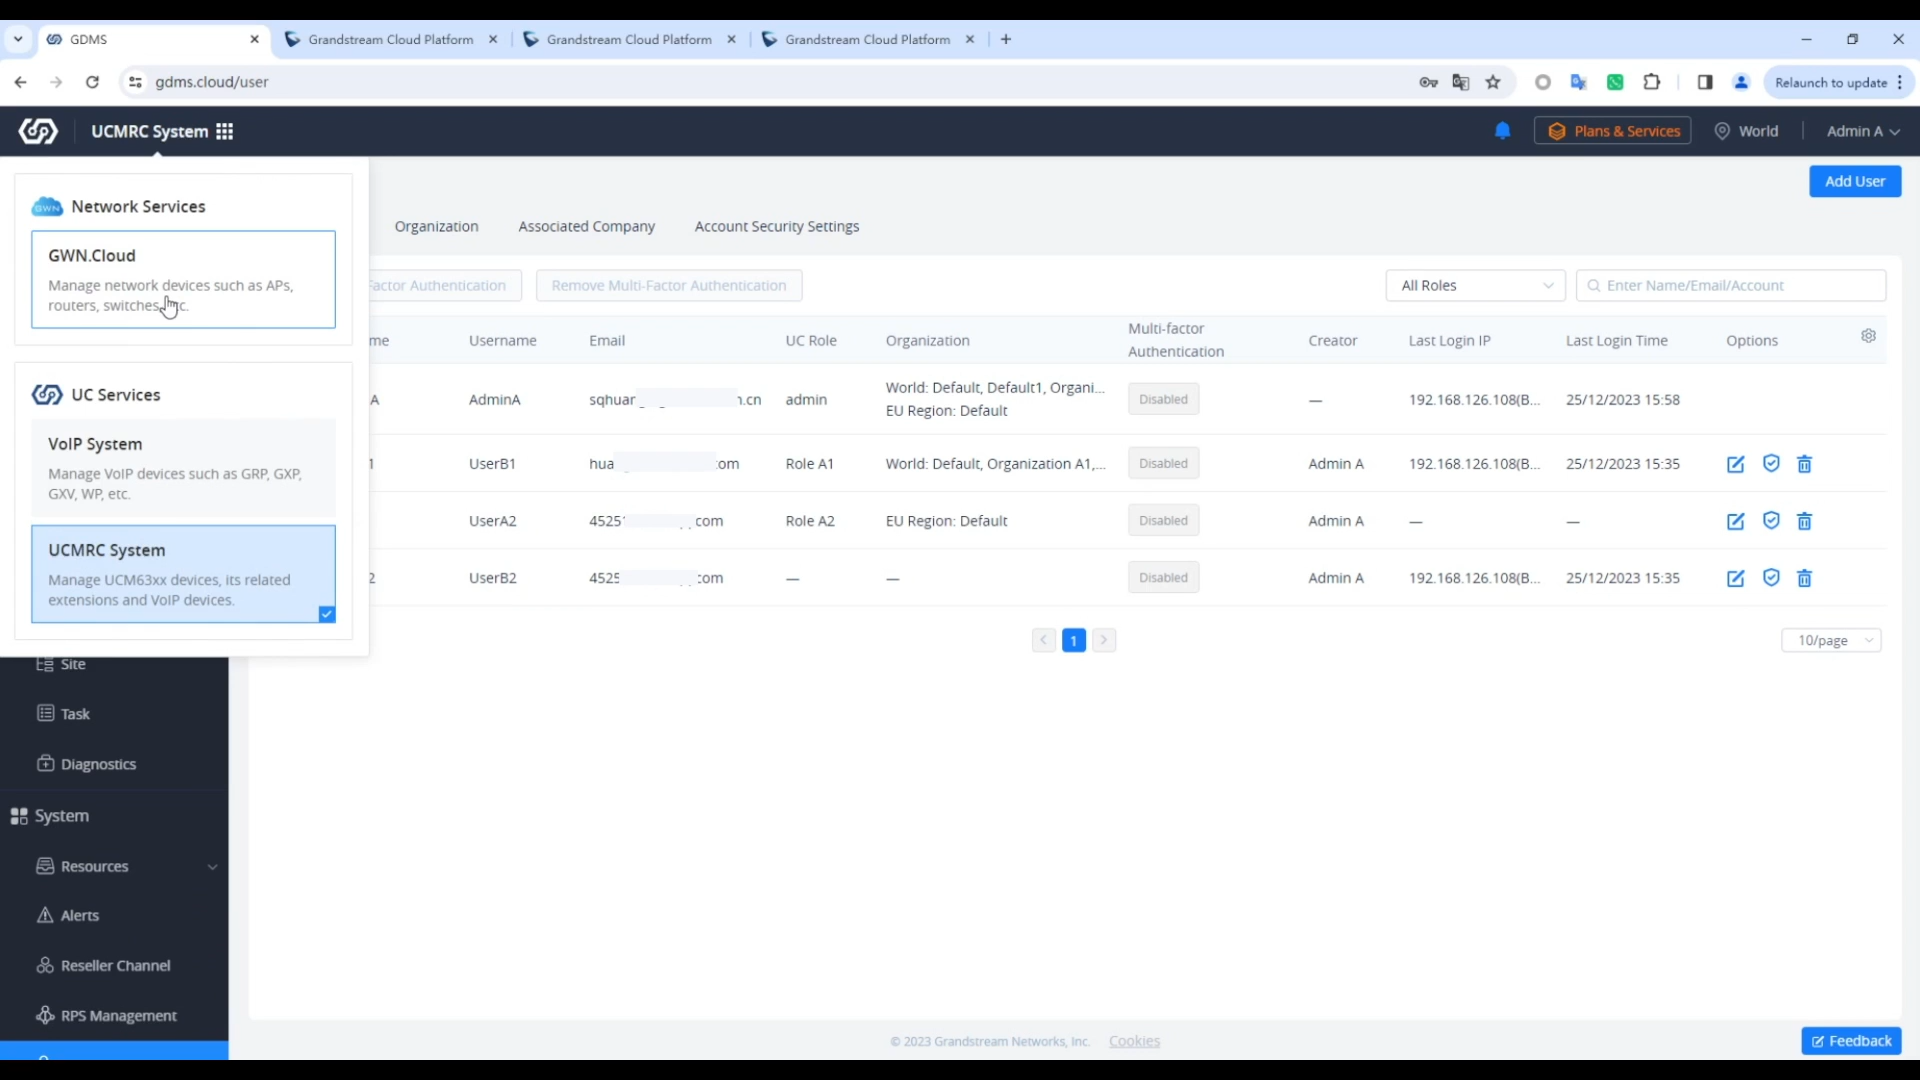 GDMS
Grandstream Cloud Platform
Grandstream Cloud Platform
Grandstream Cloud Platform
gdms.cloud/user
Relaunch to update
UCMRC System
Plans & Services
World
Admin A
Network Services
GWN
GWN.Cloud
Manage network devices such as APs,
routers, switches, etc.
UC Services
VoIP System
Manage VoIP devices such as GRP, GXP,
GXV, WP, etc.
UCMRC System
Manage UCM63xx devices, its related
extensions and VoIP devices.
Site
Task
Diagnostics
System
Resources
Alerts
Reseller Channel
RPS Management
Add User
Organization Associated Company Account Security Settings
Factor Authentication Remove Multi-Factor Authentication All Roles Enter Name/Email/Account
me Username Email UC Role Organization Multi-factor Authentication Creator Last Login IP Last Login Time Options
A AdminA sqhuan n.cn admin World: Default, Default1, Organi... EU Region: Default Disabled — 192.168.126.108(B... 25/12/2023 15:58
1 UserB1 hua com Role A1 World: Default, Organization A1,... Disabled Admin A 192.168.126.108(B... 25/12/2023 15:35
UserA2 4525 com Role A2 EU Region: Default Disabled Admin A — —
2 UserB2 4525 com — — Disabled Admin A 192.168.126.108(B... 25/12/2023 15:35
1
10/page
© 2023 Grandstream Networks, Inc. Cookies
Feedback